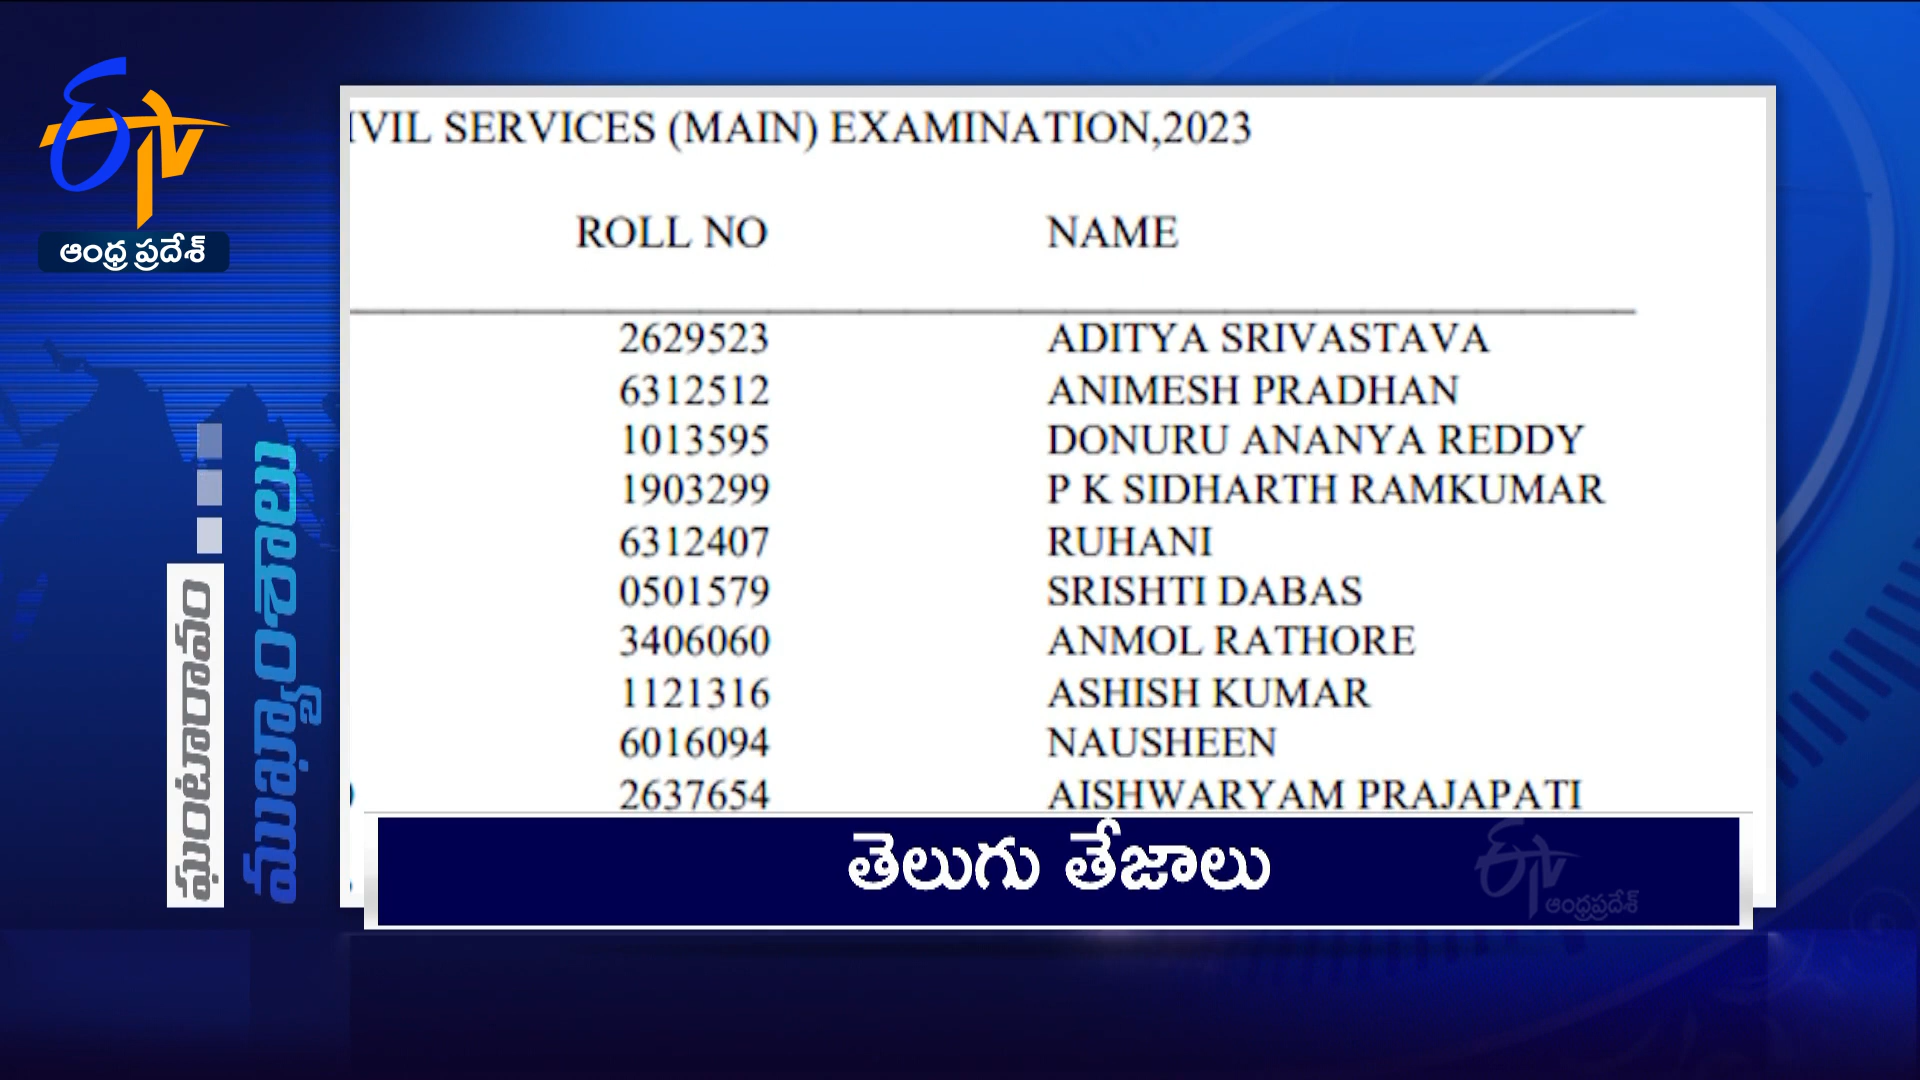 ఆంధ్ర ప్రదేశ్
IVIL SERVICES (MAIN) EXAMINATION,2023
ROLL NO NAME
2629523 ADITYA SRIVASTAVA
6312512 ANIMESH PRADHAN
1013595 DONURU ANANYA REDDY
1903299 P K SIDHARTH RAMKUMAR
6312407 RUHANI
0501579 SRISHTI DABAS
3406060 ANMOL RATHORE
1121316 ASHISH KUMAR
6016094 NAUSHEEN
2637654 AISHWARYAM PRAJAPATI
ఘంటారావం
ముఖ్యాంశాలు
తెలుగు తేజాలు
ఆంధ్రప్రదేశ్